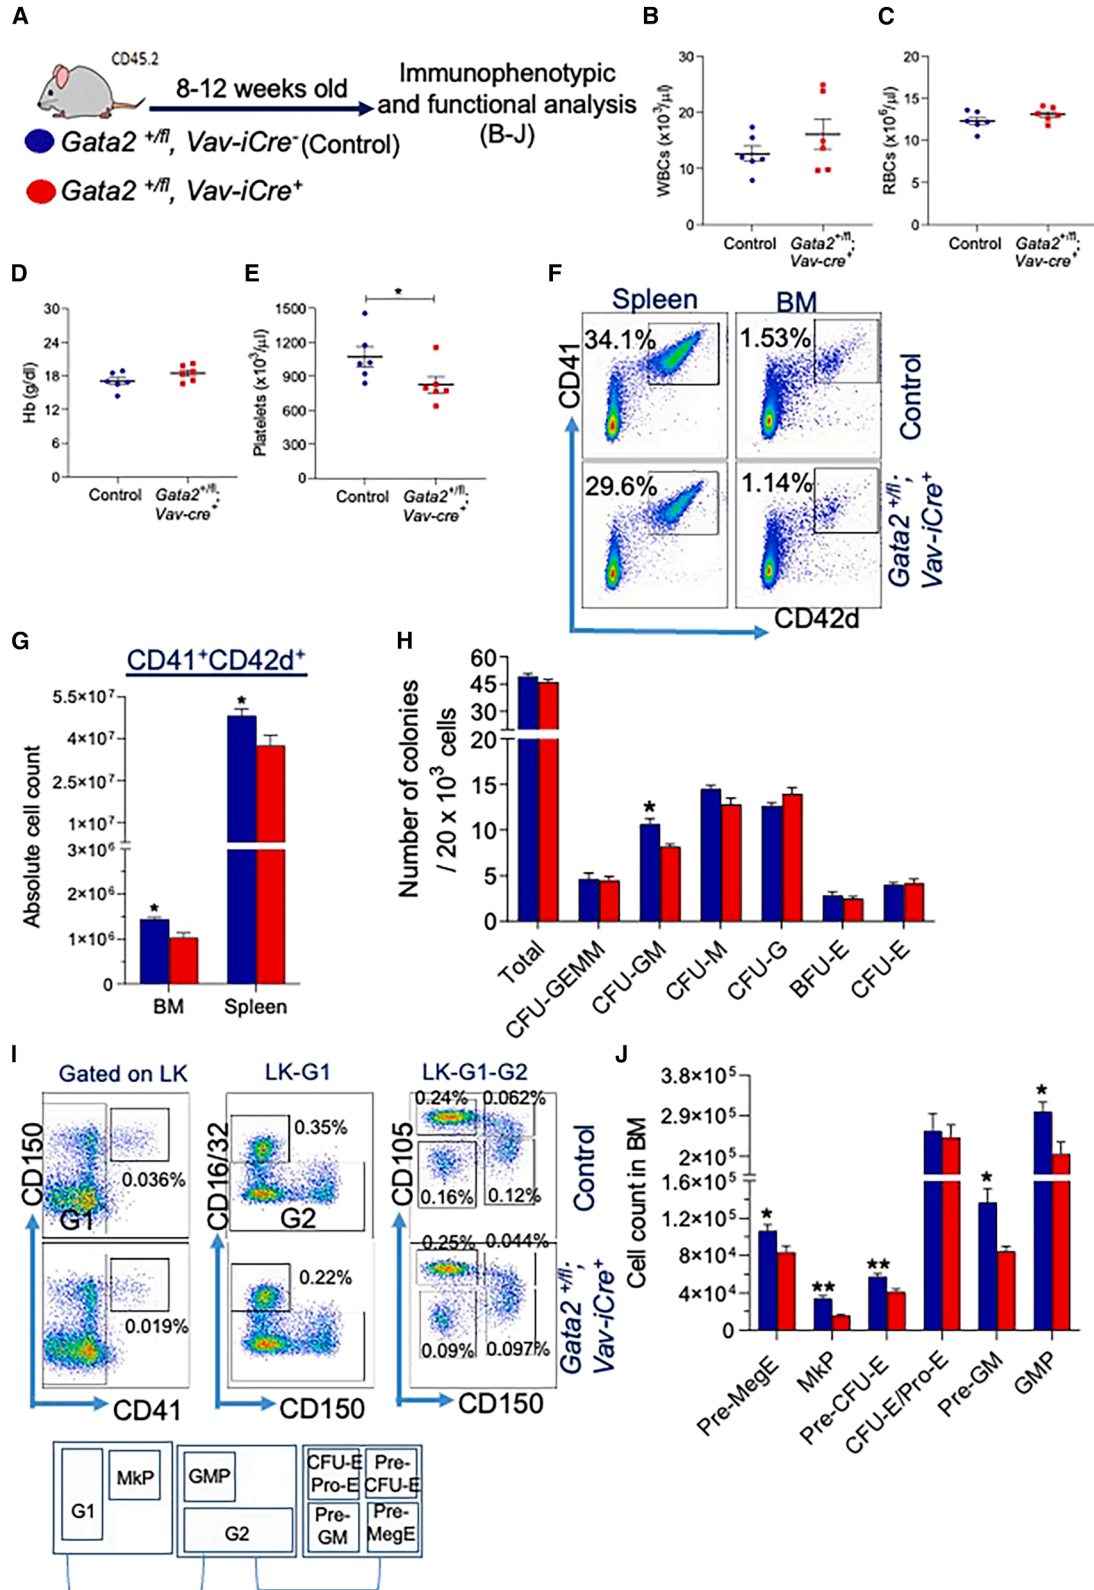 A
CD45.2
8-12 weeks old
Immunophenotypic
and functional analysis
(B-J)
Gata2 +/fl, Vav-iCre- (Control)
Gata2 +/fl, Vav-iCre+
B
WBCs (x10³/µl)
30
20
10
0
Control
Gata2+/fl;
Vav-cre+
C
RBCs (x10⁶/µl)
20
15
10
5
0
Control
Gata2+/fl;
Vav-cre+
D
Hb (g/dl)
30
24
18
12
6
0
Control
Gata2+/fl;
Vav-cre+
E
Platelets (x10³/µl)
1500
1200
900
600
300
0
*
Control
Gata2+/fl;
Vav-cre+
F
Spleen
BM
34.1%
1.53%
Control
29.6%
1.14%
Gata2 +/fl;
Vav-iCre+
CD41
CD42d
G
CD41+CD42d+
Absolute cell count
5.5×10⁷
4×10⁷
2.5×10⁷
1×10⁷
3×10⁶
2×10⁶
1×10⁶
0
*
*
BM
Spleen
H
Number of colonies
/ 20 x 10³ cells
60
45
30
20
15
10
5
0
*
Total
CFU-GEMM
CFU-GM
CFU-M
CFU-G
BFU-E
CFU-E
I
Gated on LK
LK-G1
LK-G1-G2
CD150
CD16/32
CD105
0.036%
G1
0.35%
G2
0.24%
0.062%
0.16%
0.12%
Control
0.019%
0.22%
0.25%
0.044%
0.09%
0.097%
Gata2 +/fl;
Vav-iCre+
CD41
CD150
CD150
G1
MkP
GMP
G2
CFU-E
Pro-E
Pre-
CFU-E
Pre-
GM
Pre-
MegE
J
Cell count in BM
3.8×10⁵
2.9×10⁵
2×10⁵
1.6×10⁵
1.2×10⁵
8×10⁴
4×10⁴
0
*
**
**
*
*
Pre-MegE
MkP
Pre-CFU-E
CFU-E/Pro-E
Pre-GM
GMP